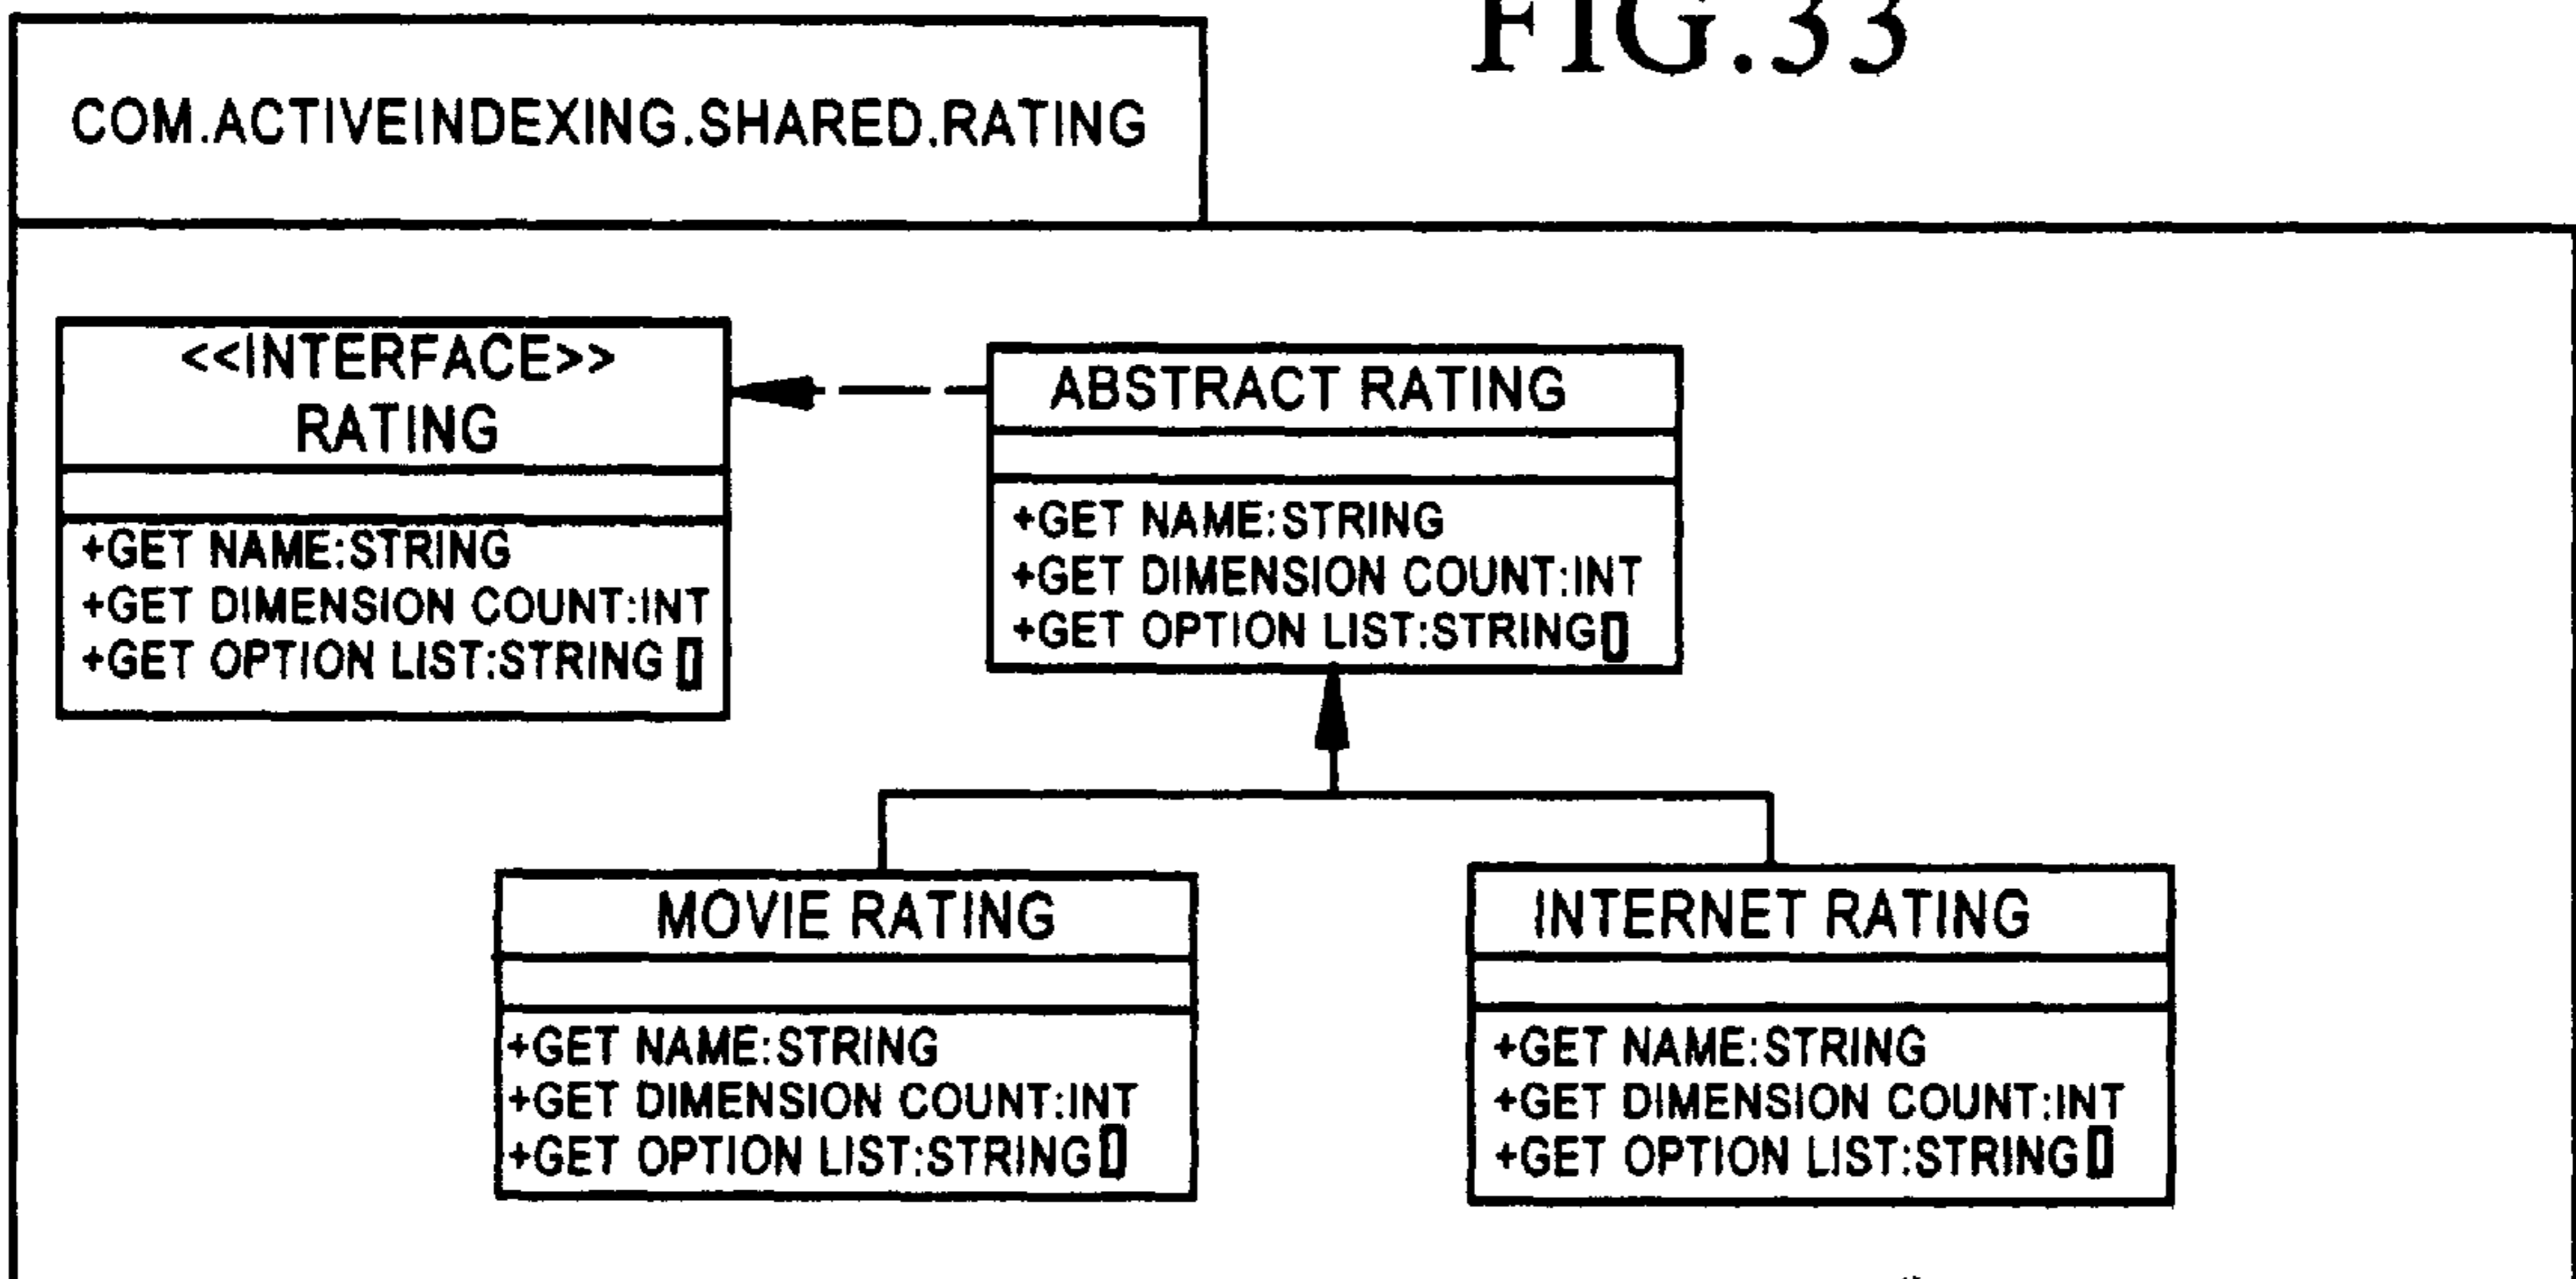 FIG.33
COM.ACTIVEINDEXING.SHARED.RATING
<<INTERFACE>>
RATING
+GET NAME:STRING
+GET DIMENSION COUNT:INT
+GET OPTION LIST:STRING []
ABSTRACT RATING
+GET NAME:STRING
+GET DIMENSION COUNT:INT
+GET OPTION LIST:STRING[]
MOVIE RATING
+GET NAME:STRING
+GET DIMENSION COUNT:INT
+GET OPTION LIST:STRING[]
INTERNET RATING
+GET NAME:STRING
+GET DIMENSION COUNT:INT
+GET OPTION LIST:STRING[]